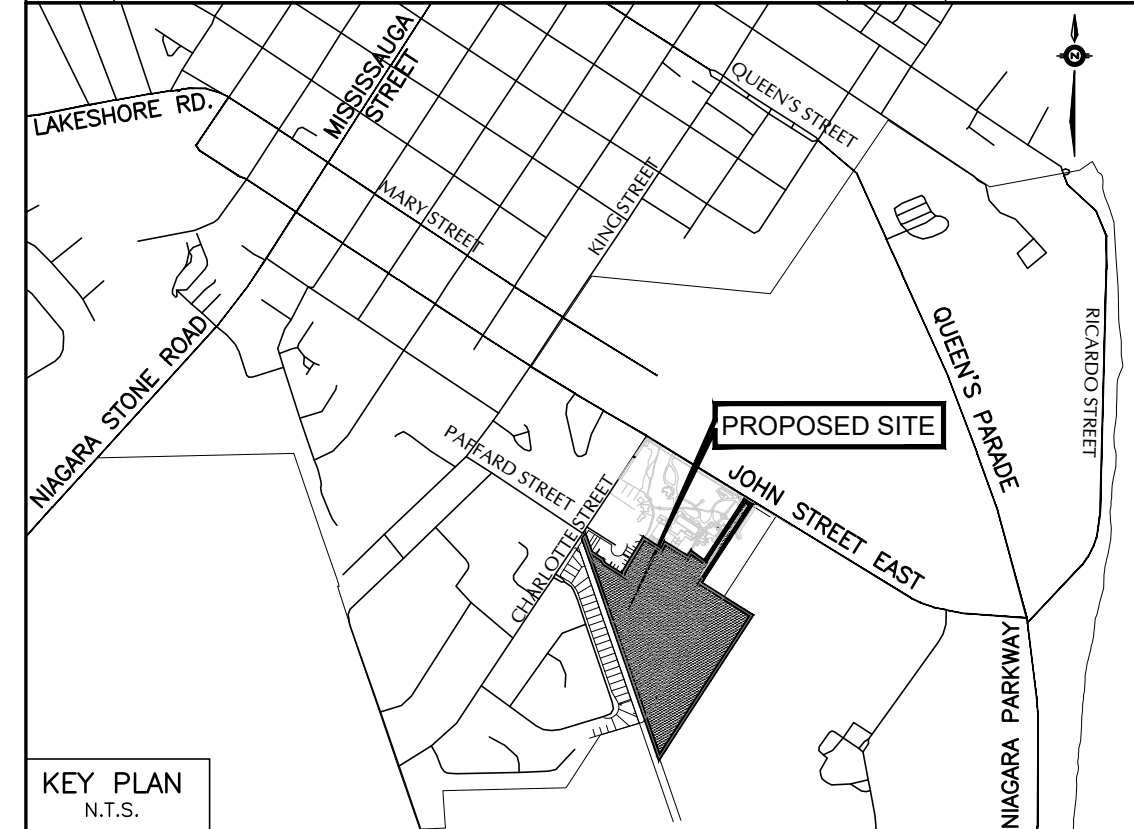 LAKESHORE RD.
MISSISSAUGA
STREET
QUEEN'S STREET
Z
MARY STREET
KING STREET
NIAGARA STONE ROAD
QUEEN'S PARADE
RICARDO STREET
PROPOSED SITE
PAFFARD STREET
JOHN STREET EAST
CHARLOTTE STREET
NIAGARA PARKWAY
KEY PLAN
N.T.S.